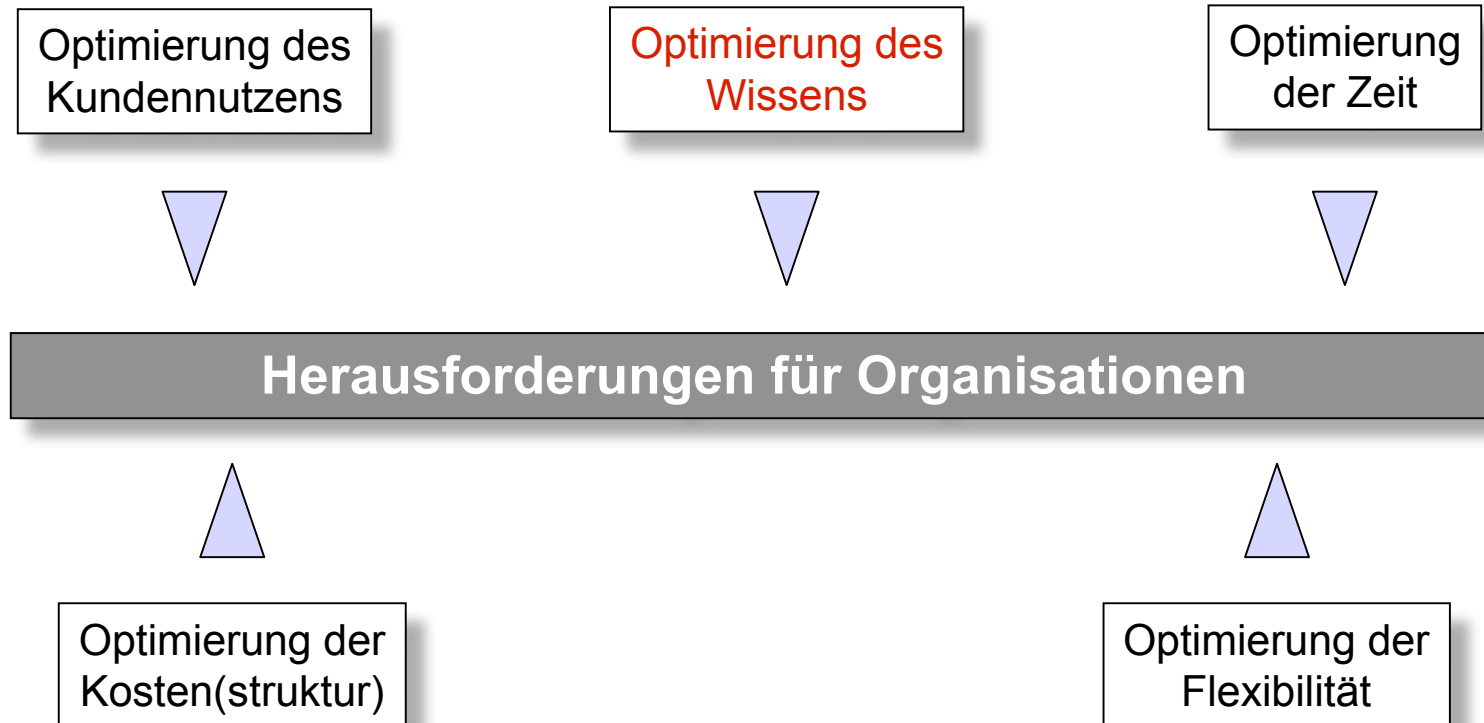 Optimierung des
Kundennutzens
Optimierung des
Wissens
Optimierung
der Zeit
Herausforderungen für Organisationen
Optimierung der
Kosten(struktur)
Optimierung der
Flexibilität